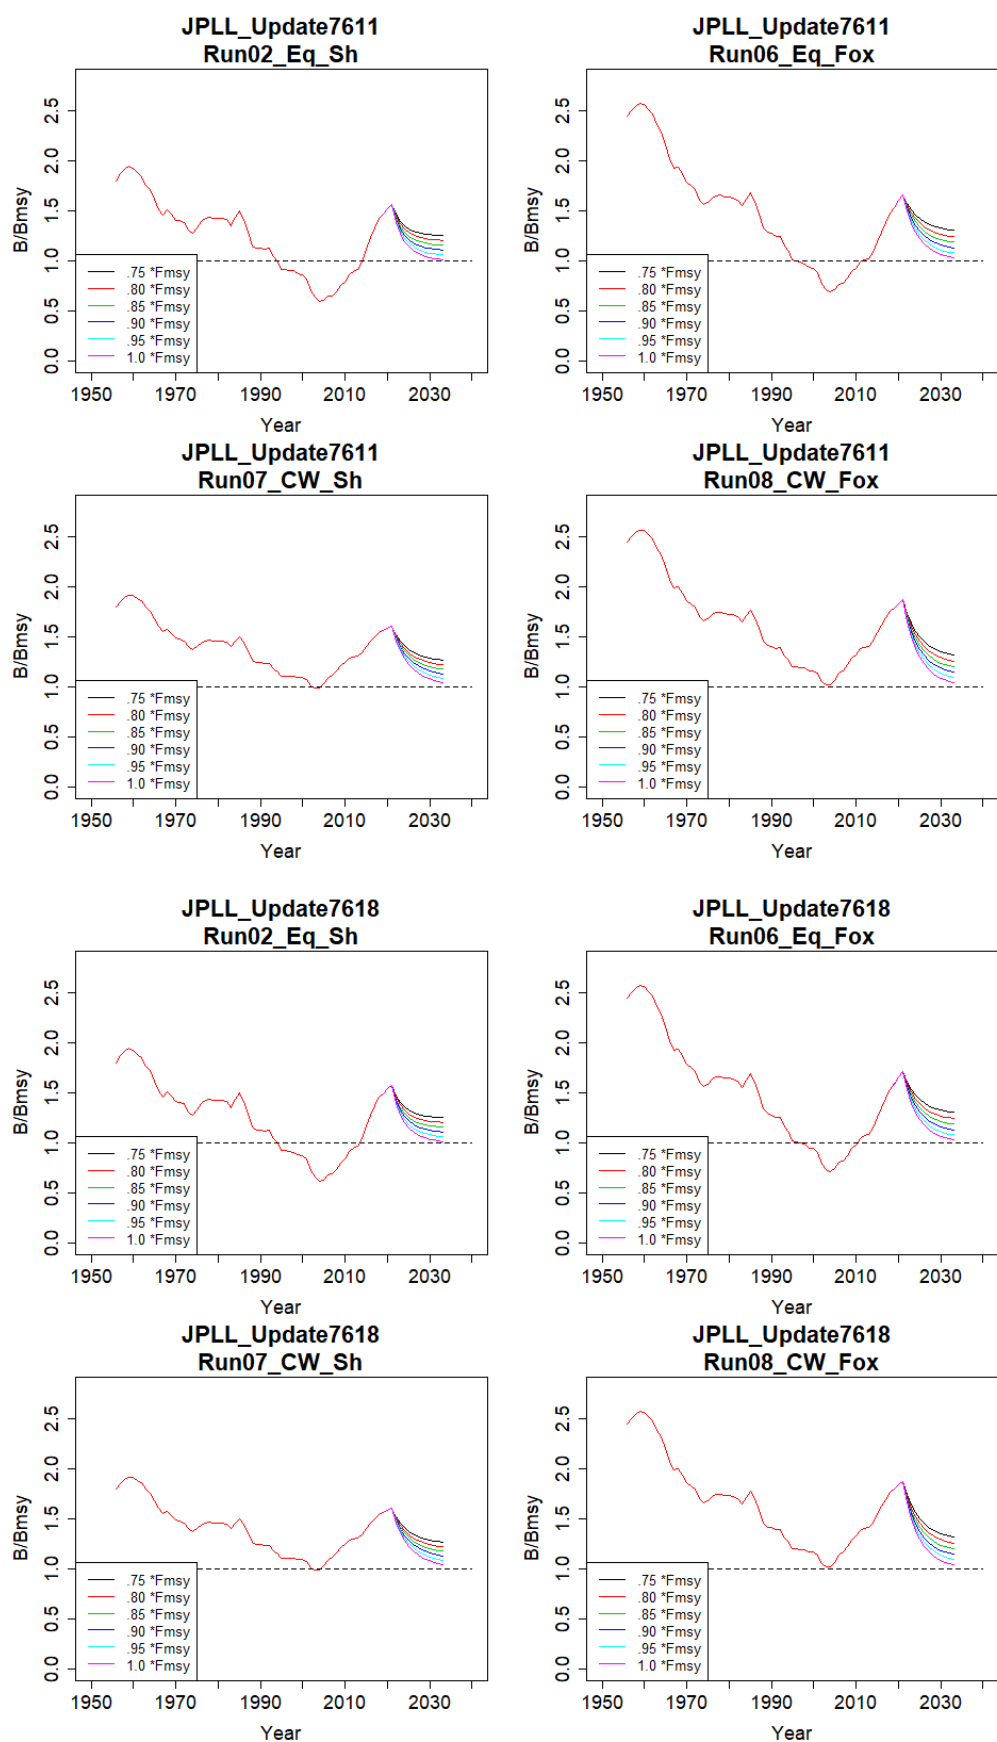 JPLL_Update7611
Run02_Eq_Sh
B/Bmsy
2.5
2.0
1.5
1.0
0.5
0.0
.75 *Fmsy
.80 *Fmsy
.85 *Fmsy
.90 *Fmsy
.95 *Fmsy
1.0 *Fmsy
1950 1970 1990 2010 2030
Year
JPLL_Update7611
Run06_Eq_Fox
B/Bmsy
2.5
2.0
1.5
1.0
0.5
0.0
.75 *Fmsy
.80 *Fmsy
.85 *Fmsy
.90 *Fmsy
.95 *Fmsy
1.0 *Fmsy
1950 1970 1990 2010 2030
Year
JPLL_Update7611
Run07_CW_Sh
B/Bmsy
2.5
2.0
1.5
1.0
0.5
0.0
.75 *Fmsy
.80 *Fmsy
.85 *Fmsy
.90 *Fmsy
.95 *Fmsy
1.0 *Fmsy
1950 1970 1990 2010 2030
Year
JPLL_Update7611
Run08_CW_Fox
B/Bmsy
2.5
2.0
1.5
1.0
0.5
0.0
.75 *Fmsy
.80 *Fmsy
.85 *Fmsy
.90 *Fmsy
.95 *Fmsy
1.0 *Fmsy
1950 1970 1990 2010 2030
Year
JPLL_Update7618
Run02_Eq_Sh
B/Bmsy
2.5
2.0
1.5
1.0
0.5
0.0
.75 *Fmsy
.80 *Fmsy
.85 *Fmsy
.90 *Fmsy
.95 *Fmsy
1.0 *Fmsy
1950 1970 1990 2010 2030
Year
JPLL_Update7618
Run06_Eq_Fox
B/Bmsy
2.5
2.0
1.5
1.0
0.5
0.0
.75 *Fmsy
.80 *Fmsy
.85 *Fmsy
.90 *Fmsy
.95 *Fmsy
1.0 *Fmsy
1950 1970 1990 2010 2030
Year
JPLL_Update7618
Run07_CW_Sh
B/Bmsy
2.5
2.0
1.5
1.0
0.5
0.0
.75 *Fmsy
.80 *Fmsy
.85 *Fmsy
.90 *Fmsy
.95 *Fmsy
1.0 *Fmsy
1950 1970 1990 2010 2030
Year
JPLL_Update7618
Run08_CW_Fox
B/Bmsy
2.5
2.0
1.5
1.0
0.5
0.0
.75 *Fmsy
.80 *Fmsy
.85 *Fmsy
.90 *Fmsy
.95 *Fmsy
1.0 *Fmsy
1950 1970 1990 2010 2030
Year